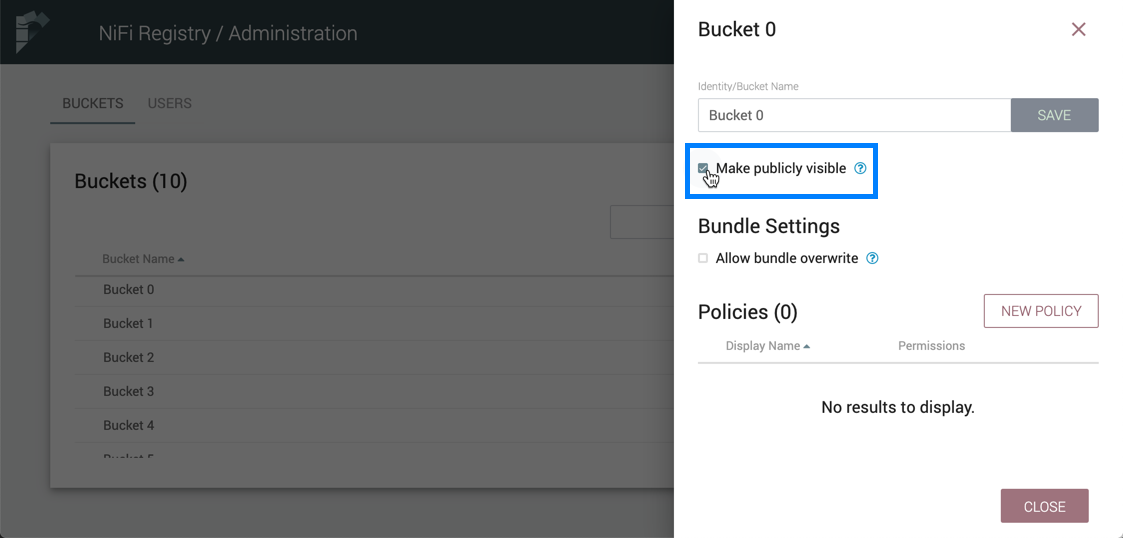 NiFi Registry / Administration
BUCKETS USERS
Buckets (10)
Bucket Name
Bucket 0
Bucket 1
Bucket 2
Bucket 3
Bucket 4
Bucket 5
Bucket 0
Identity/Bucket Name
Bucket 0 SAVE
Make publicly visible ?
Bundle Settings
Allow bundle overwrite ?
Policies (0) NEW POLICY
Display Name Permissions
No results to display.
CLOSE